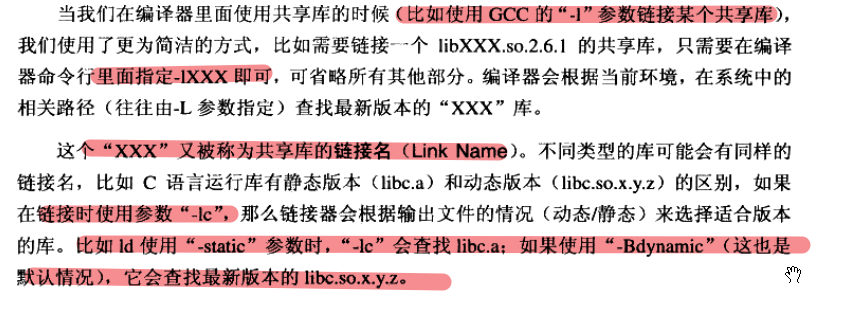 当我们在编译器里面使用共享库的时候（比如使用 GCC 的“-l”参数链接某个共享库），
我们使用了更为简洁的方式，比如需要链接一个 libXXX.so.2.6.1 的共享库，只需要在编译
器命令行里面指定-lXXX 即可，可省略所有其他部分。编译器会根据当前环境，在系统中的
相关路径（往往由-L 参数指定）查找最新版本的“XXX”库。
这个“XXX”又被称为共享库的链接名（Link Name）。不同类型的库可能会有同样的
链接名，比如 C 语言运行库有静态版本（libc.a）和动态版本（libc.so.x.y.z）的区别，如果
在链接时使用参数“-lc”，那么链接器会根据输出文件的情况（动态/静态）来选择适合版本
的库。比如 ld 使用“-static”参数时，“-lc”会查找 libc.a；如果使用“-Bdynamic”（这也是
默认情况），它会查找最新版本的 libc.so.x.y.z。